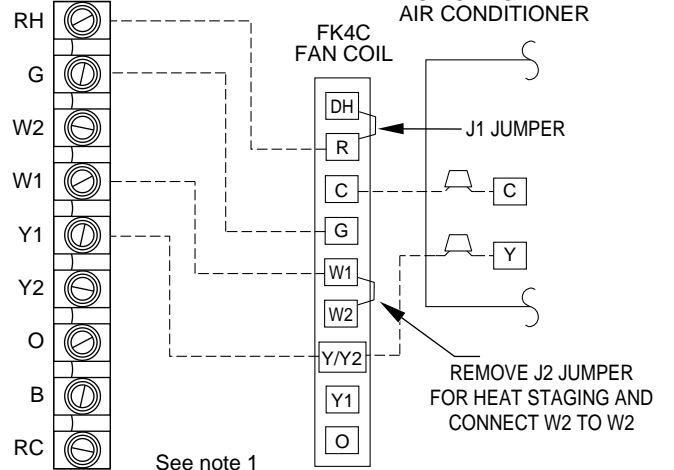 AIR CONDITIONER
FK4C
FAN COIL
RH
G
W2
W1
Y1
Y2
O
B
RC
DH
R
C
G
W1
W2
Y/Y2
Y1
O
J1 JUMPER
C
Y
REMOVE J2 JUMPER
FOR HEAT STAGING AND
CONNECT W2 TO W2
See note 1